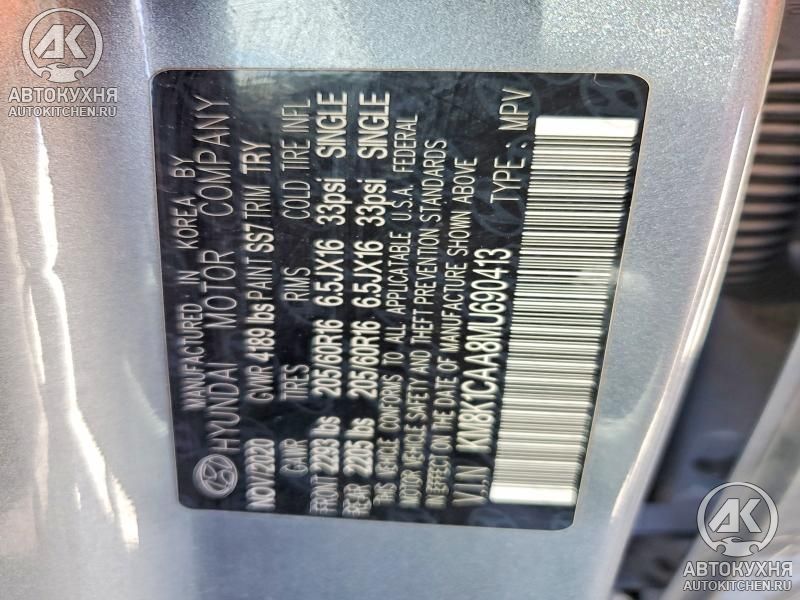 АК
АВТОКУХНЯ
AUTOKITCHEN.RU
MANUFACTURED IN KOREA BY
HYUNDAI MOTOR COMPANY
NOV/2020 GVWR 4189 lbs PAINT SS7 TRIM TRY
GAWR TIRES RIMS COLD TIRE INFL
FRONT 2293 lbs 205/60R16 6.5JX16 33psi SINGLE
REAR 2205 lbs 205/60R16 6.5JX16 33psi SINGLE
THIS VEHICLE CONFORMS TO ALL APPLICATABLE U.S.A. FEDERAL
MOTOR VEHICLE SAFETY AND THEFT PREVENTION STANDARDS
IN EFFECT ON THE DATE OF MANUFACTURE SHOWN ABOVE
V.I.N KM8K1CAA8MU690413 TYPE : MPV
АК
АВТОКУХНЯ
AUTOKITCHEN.RU